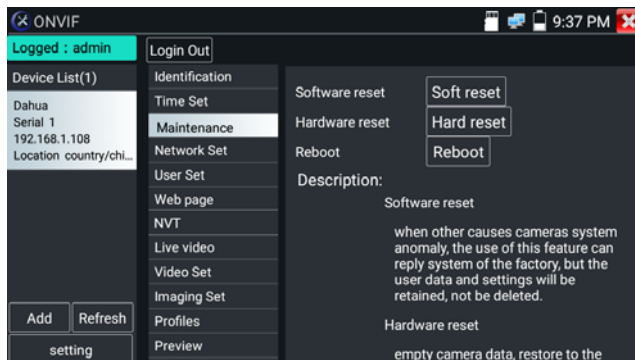 ONVIF
9:37 PM
Logged : admin
Login Out
Device List(1)
Dahua
Serial 1
192.168.1.108
Location country/chi...
Add
Refresh
setting
Identification
Time Set
Maintenance
Network Set
User Set
Web page
NVT
Live video
Video Set
Imaging Set
Profiles
Preview
Software reset
Soft reset
Hardware reset
Hard reset
Reboot
Reboot
Description:
Software reset
when other causes cameras system
anomaly, the use of this feature can
reply system of the factory, but the
user data and settings will be
retained, not be deleted.
Hardware reset
empty camera data, restore to the